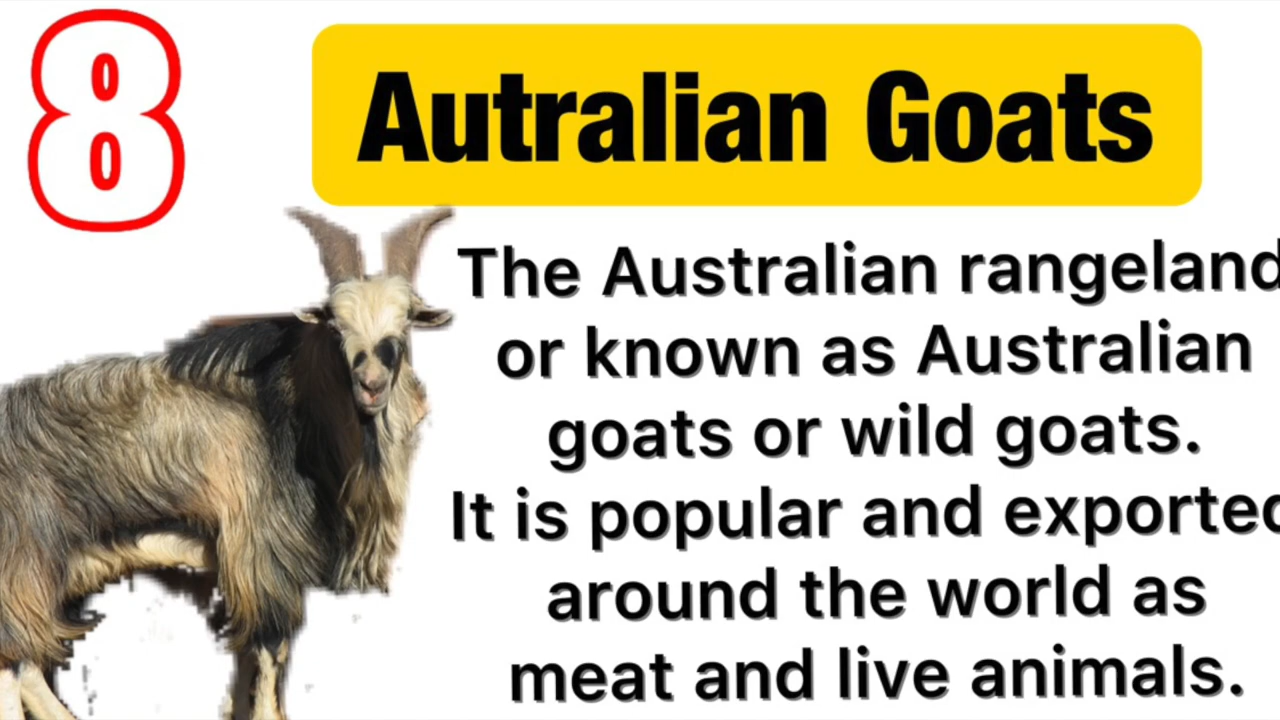 8
Autralian Goats
The Australian rangeland
or known as Australian
goats or wild goats.
It is popular and exported
around the world as
meat and live animals.